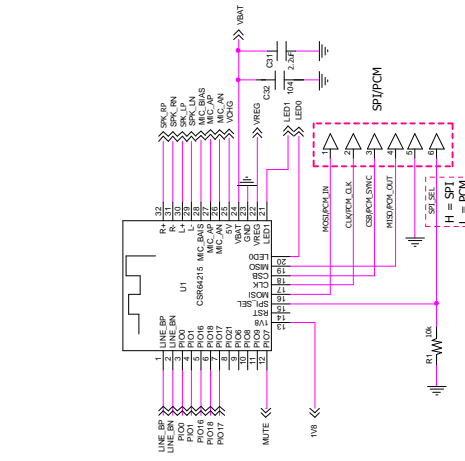 VBAT
C31
2.2uF
C32
104
SPK_RP
SPK_RN
SPK_LP
SPK_LN
MIC_BIAS
MIC_AP
MIC_AN
VCHG
VREG
LED1
LED0
32
31
30
29
28
27
26
25
24
23
22
21
R+
R-
L+
L-
MIC_BAIS
MIC_AP
MIC_AN
5V
VBAT
GND
VREG
LED1
U1
CSR64215
LED0
MISO
CSB
CLK
MOSI
SPI_SEL
RST
1V8
20
19
18
17
16
15
14
13
LINE_BP
LINE_BN
PIO0
PIO1
PIO16
PIO18
PIO17
PIO21
PIO6
PIO8
PIO9
PIO7
1
2
3
4
5
6
7
8
9
10
11
12
LINE_BP
LINE_BN
PIO0
PIO1
PIO16
PIO18
PIO17
MUTE
1V8
SPI/PCM
1
2
3
4
5
6
MOSI/PCM_IN
CLK/PCM_CLK
CSB/PCM_SYNC
MISO/PCM_OUT
SPI_SEL
H = SPI
L = PCM
R1
10k